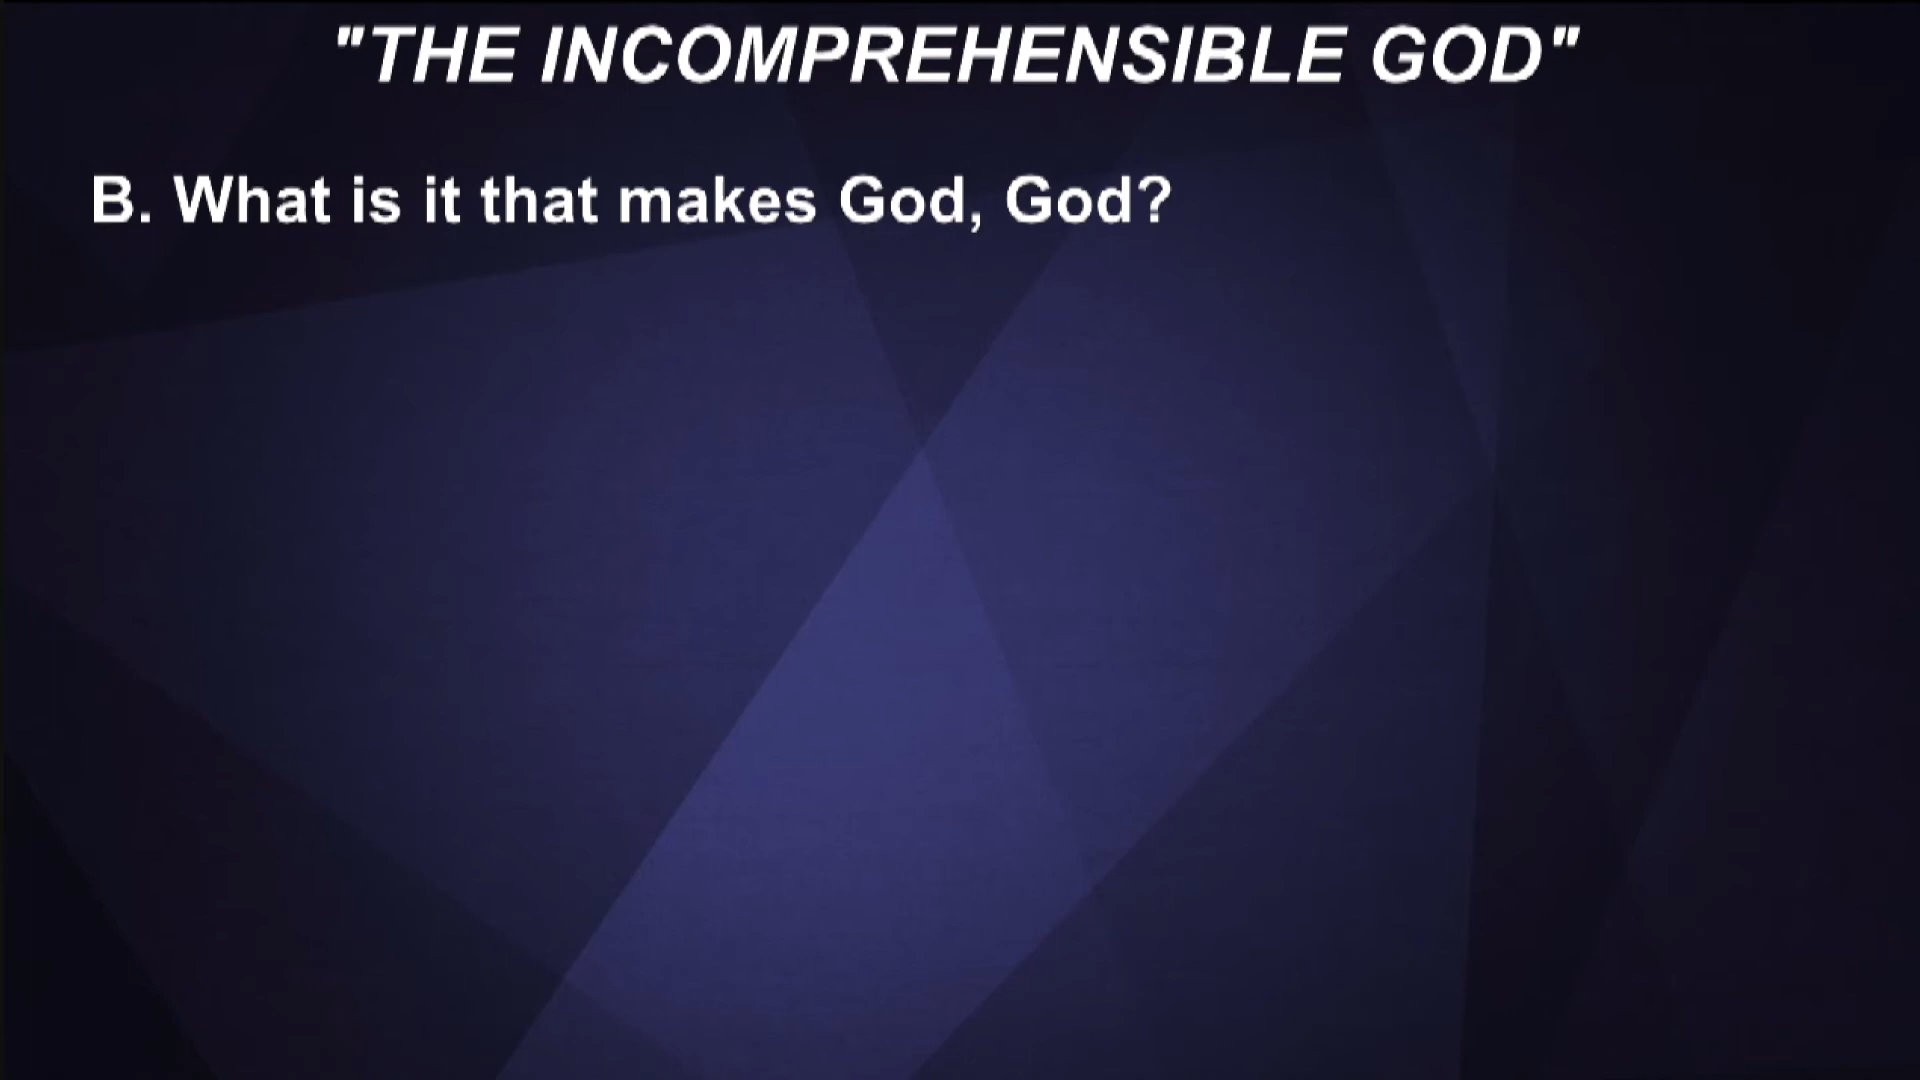 "THE INCOMPREHENSIBLE GOD"
B. What is it that makes God, God?